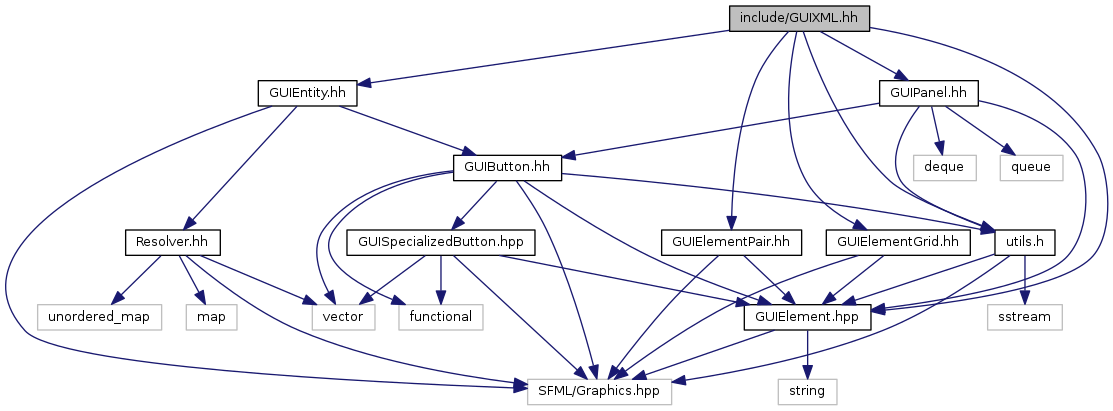 include/GUIXML.hh
GUIEntity.hh
GUIPanel.hh
GUIButton.hh
deque
queue
Resolver.hh
GUISpecializedButton.hpp
GUIElementPair.hh
GUIElementGrid.hh
utils.h
unordered_map
map
vector
functional
GUIElement.hpp
sstream
SFML/Graphics.hpp
string